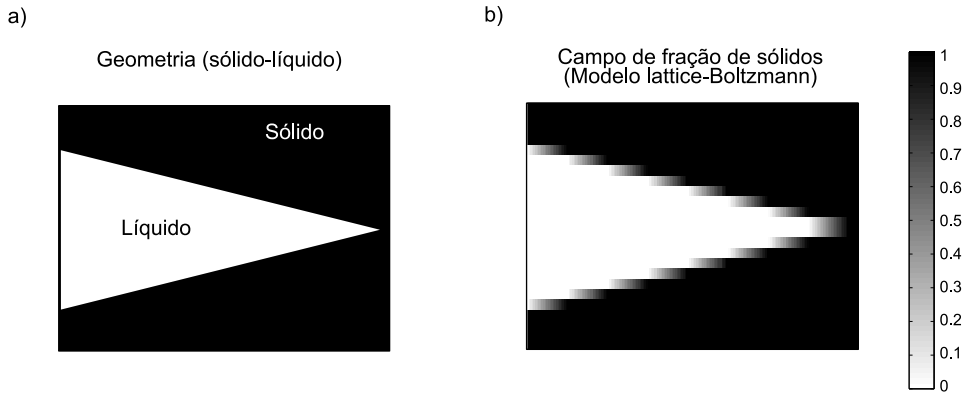 a)
Geometria (sólido-líquido)
Sólido
Líquido
b)
Campo de fração de sólidos
(Modelo lattice-Boltzmann)
1
0.9
0.8
0.7
0.6
0.5
0.4
0.3
0.2
0.1
0